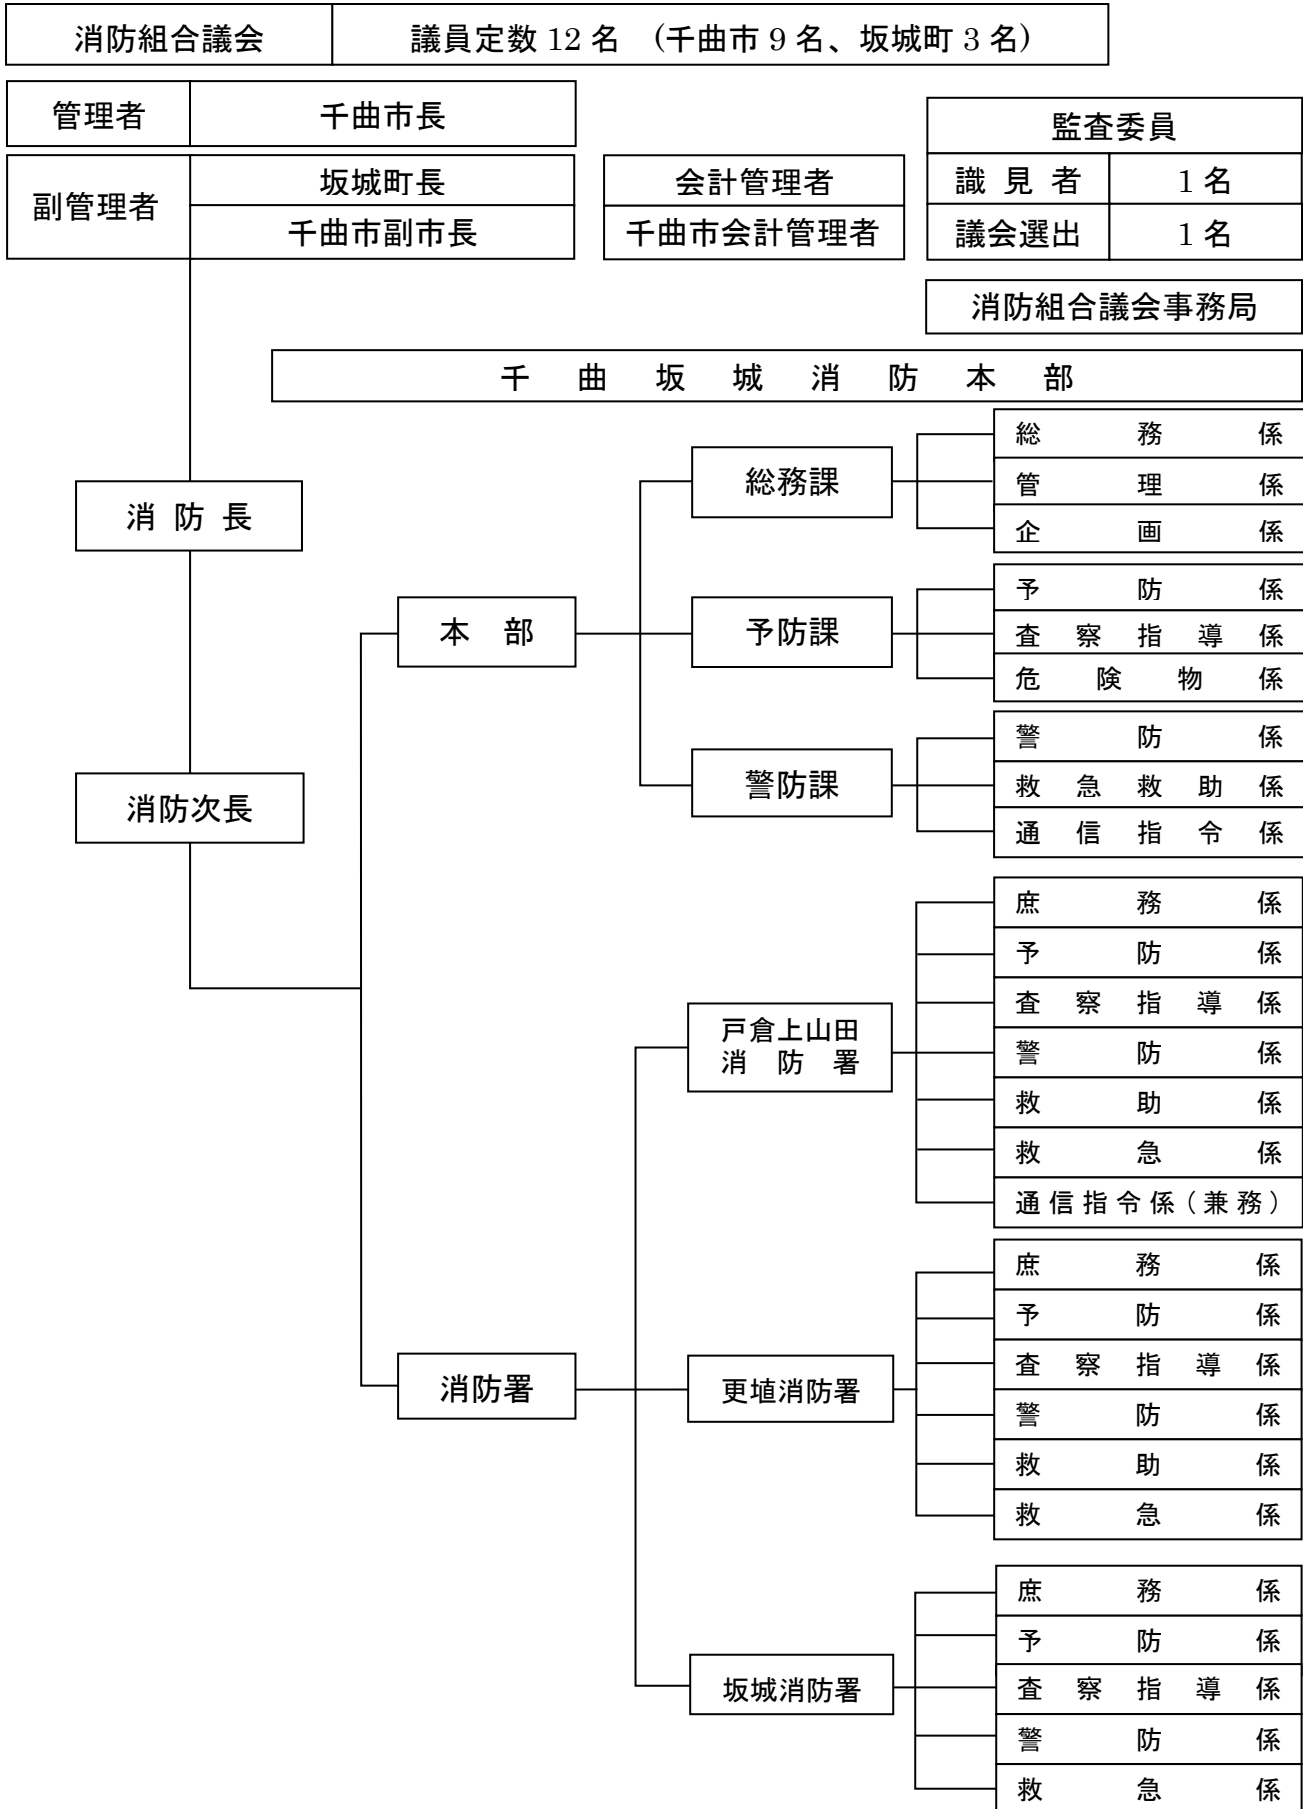 消防組合議会 議員定数 12 名 (千曲市 9 名、坂城町 3 名)
管理者 千曲市長
副管理者
坂城町長
千曲市副市長
会計管理者
千曲市会計管理者
監査委員
識見者 1 名
議会選出 1 名
消防組合議会事務局
千曲坂城消防本部
消防長
消防次長
本部
総務課
総務係
管理係
企画係
予防課
予防係
査察指導係
危険物係
警防課
警防係
救急救助係
通信指令係
消防署
戸倉上山田
消防署
庶務係
予防係
査察指導係
警防係
救助係
救急係
通信指令係(兼務)
更埴消防署
庶務係
予防係
査察指導係
警防係
救助係
救急係
坂城消防署
庶務係
予防係
査察指導係
警防係
救急係